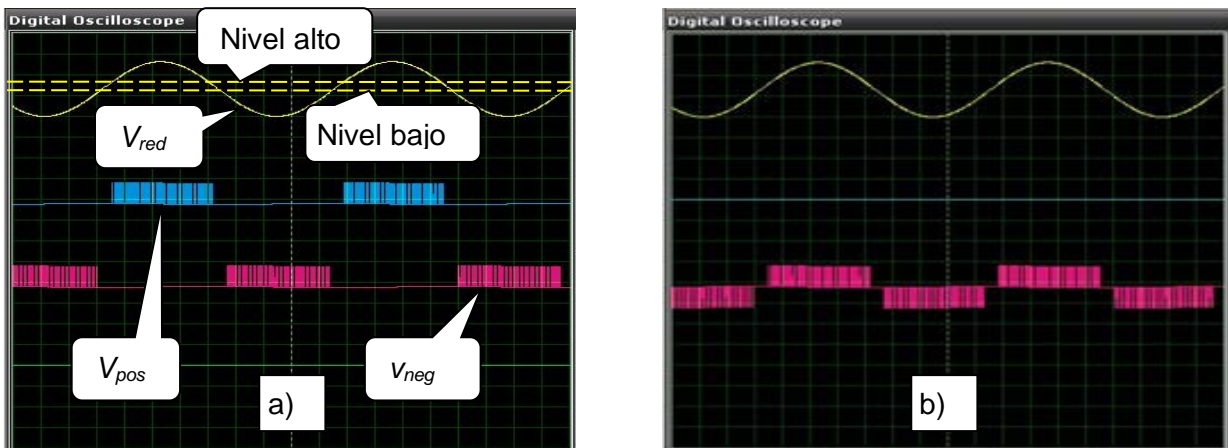 Digital Oscilloscope
Nivel alto
Vred
Nivel bajo
Vpos
vneg
a)
Digital Oscilloscope
b)